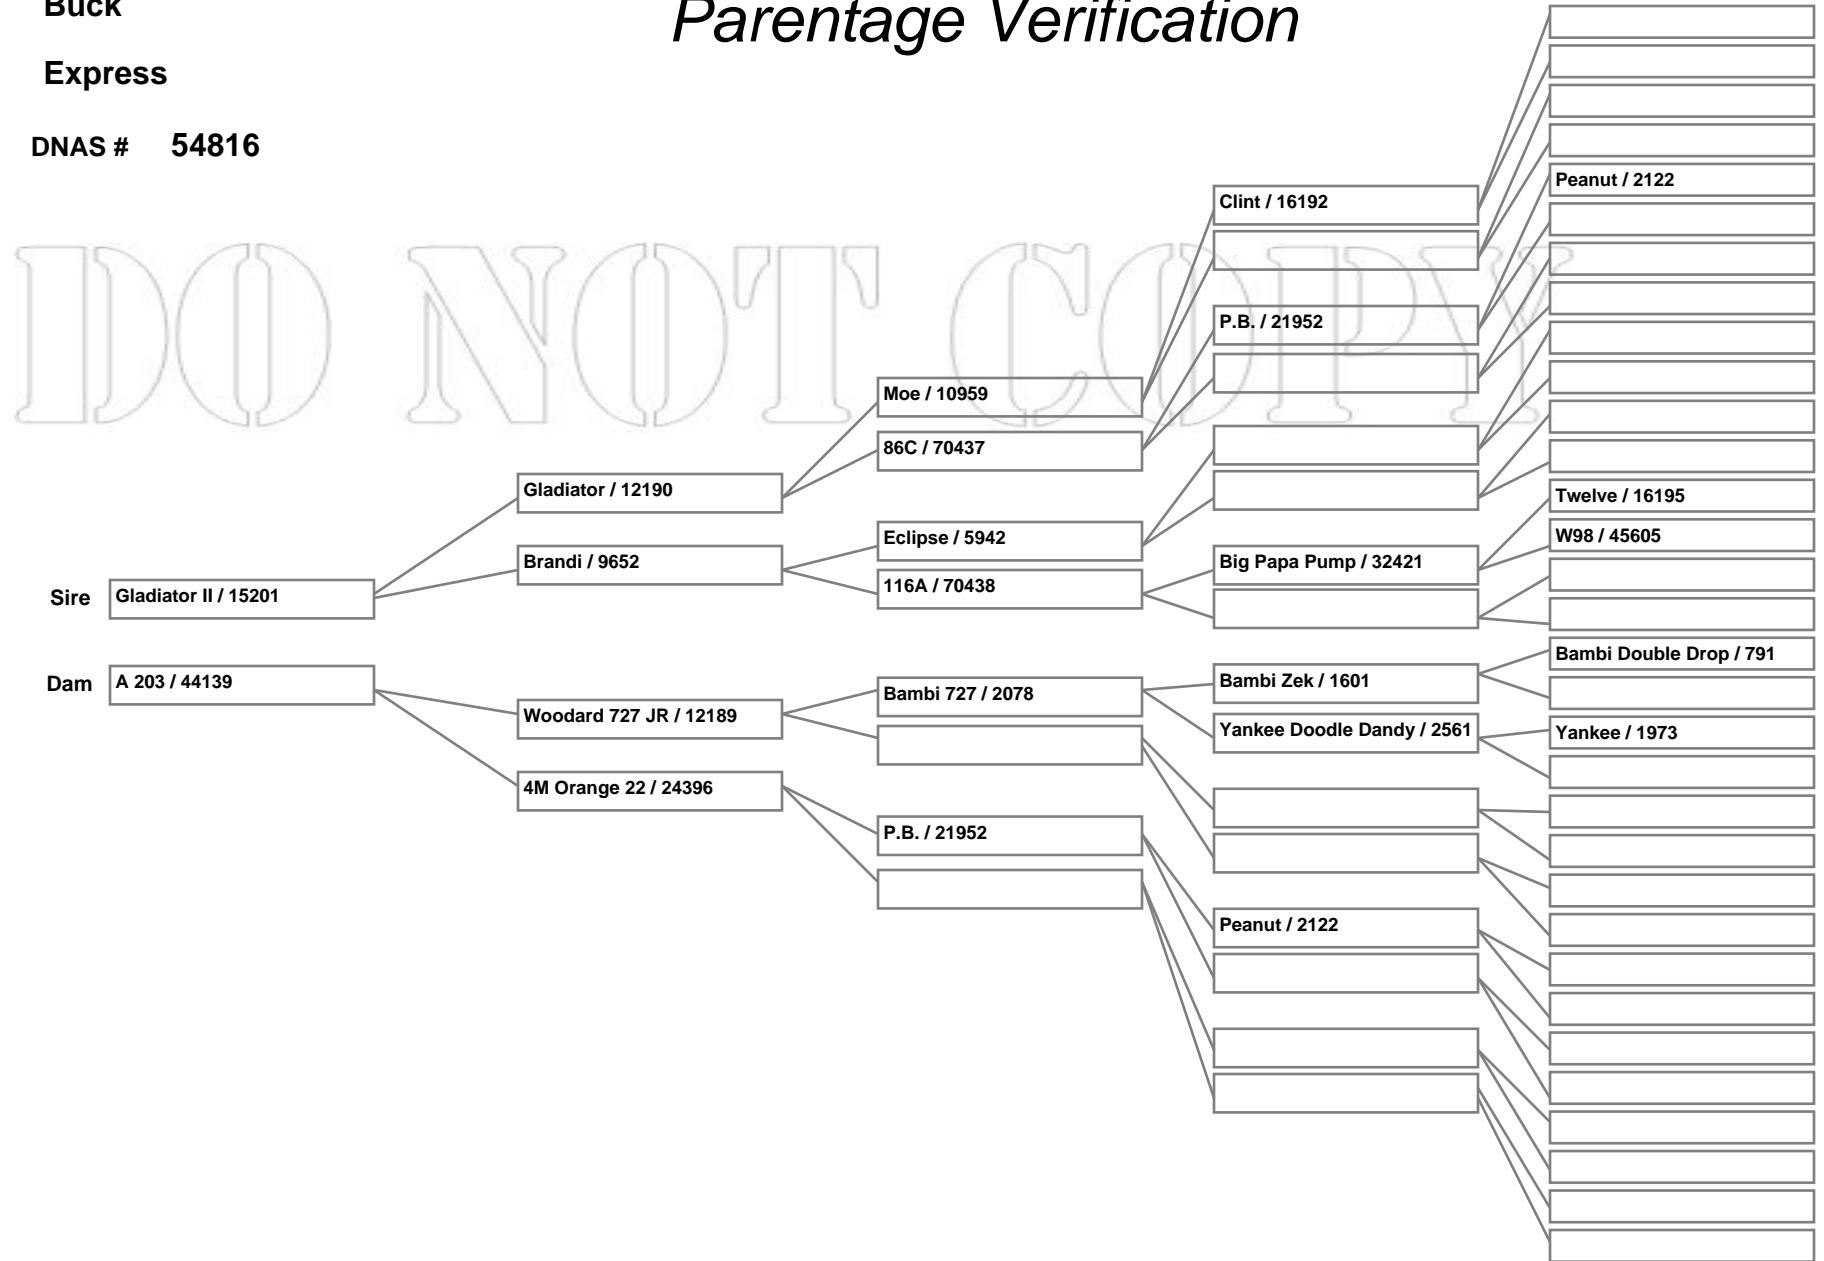 Buck
Parentage Verification
Express
DNAS # 54816
DO NOT COPY
Sire
Gladiator II / 15201
Dam
A 203 / 44139
Gladiator / 12190
Brandi / 9652
Woodard 727 JR / 12189
4M Orange 22 / 24396
Moe / 10959
86C / 70437
Eclipse / 5942
116A / 70438
Bambi 727 / 2078
P.B. / 21952
Clint / 16192
P.B. / 21952
Big Papa Pump / 32421
Bambi Zek / 1601
Yankee Doodle Dandy / 2561
Peanut / 2122
Peanut / 2122
Twelve / 16195
W98 / 45605
Bambi Double Drop / 791
Yankee / 1973